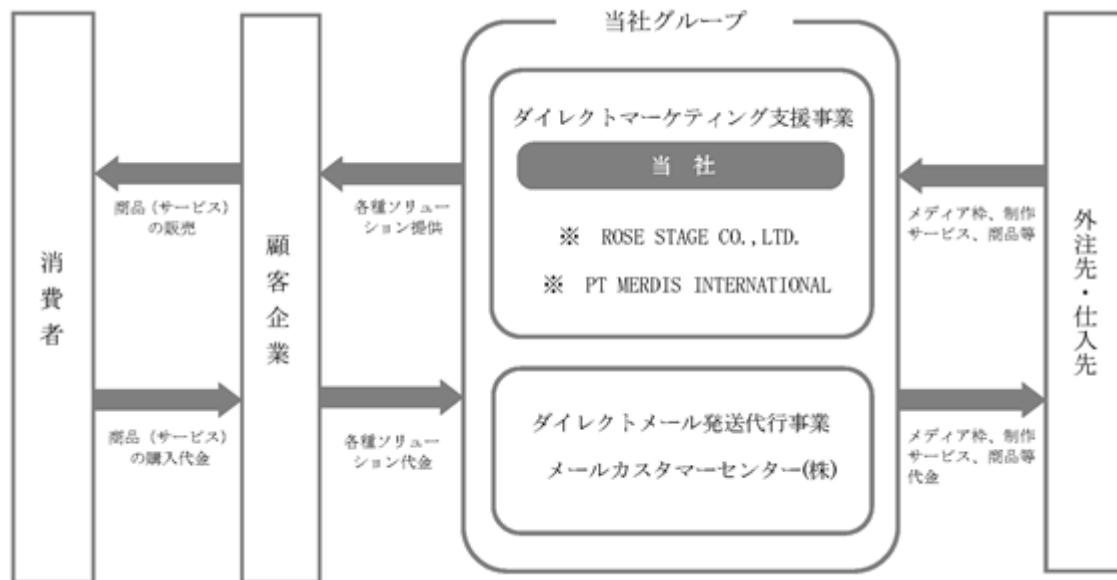 当社グループ
ダイレクトマーケティング支援事業
当 社
※ ROSE STAGE CO.,LTD.
※ PT MERDIS INTERNATIONAL
ダイレクトメール発送代行事業
メールカスタマーセンター(株)
消費者
商品(サービス)
の販売
商品(サービス)
の購入代金
顧客企業
各種ソリュー
ション提供
各種ソリュー
ション代金
メディア枠、制作
サービス、商品等
メディア枠、制作
サービス、商品等
代金
外注先・仕入先